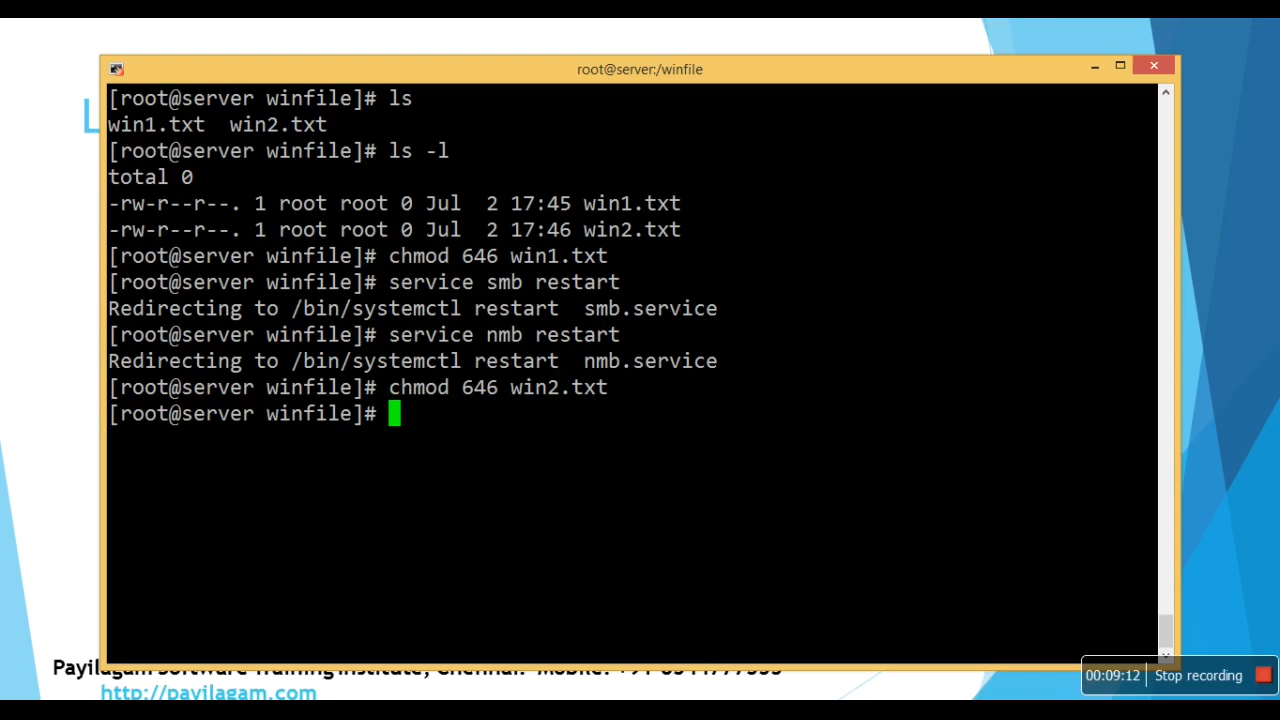 root@server:/winfile
[root@server winfile]# ls
win1.txt  win2.txt
[root@server winfile]# ls -l
total 0
-rw-r--r--. 1 root root 0 Jul  2 17:45 win1.txt
-rw-r--r--. 1 root root 0 Jul  2 17:46 win2.txt
[root@server winfile]# chmod 646 win1.txt
[root@server winfile]# service smb restart
Redirecting to /bin/systemctl restart  smb.service
[root@server winfile]# service nmb restart
Redirecting to /bin/systemctl restart  nmb.service
[root@server winfile]# chmod 646 win2.txt
[root@server winfile]#
Payilagam Software Training Institute, Chennai.
http://payilagam.com
00:09:12 Stop recording